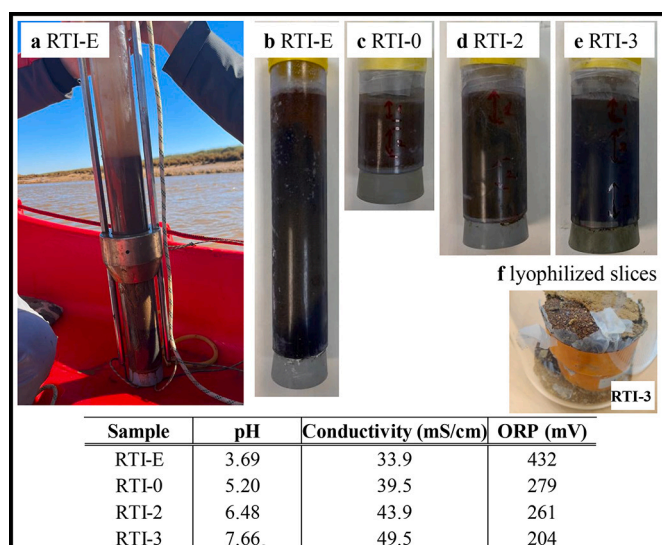 a RTI-E
b RTI-E
c RTI-0
d RTI-2
e RTI-3
f lyophilized slices
RTI-3
Sample pH Conductivity (mS/cm) ORP (mV)
RTI-E 3.69 33.9 432
RTI-0 5.20 39.5 279
RTI-2 6.48 43.9 261
RTI-3 7.66 49.5 204